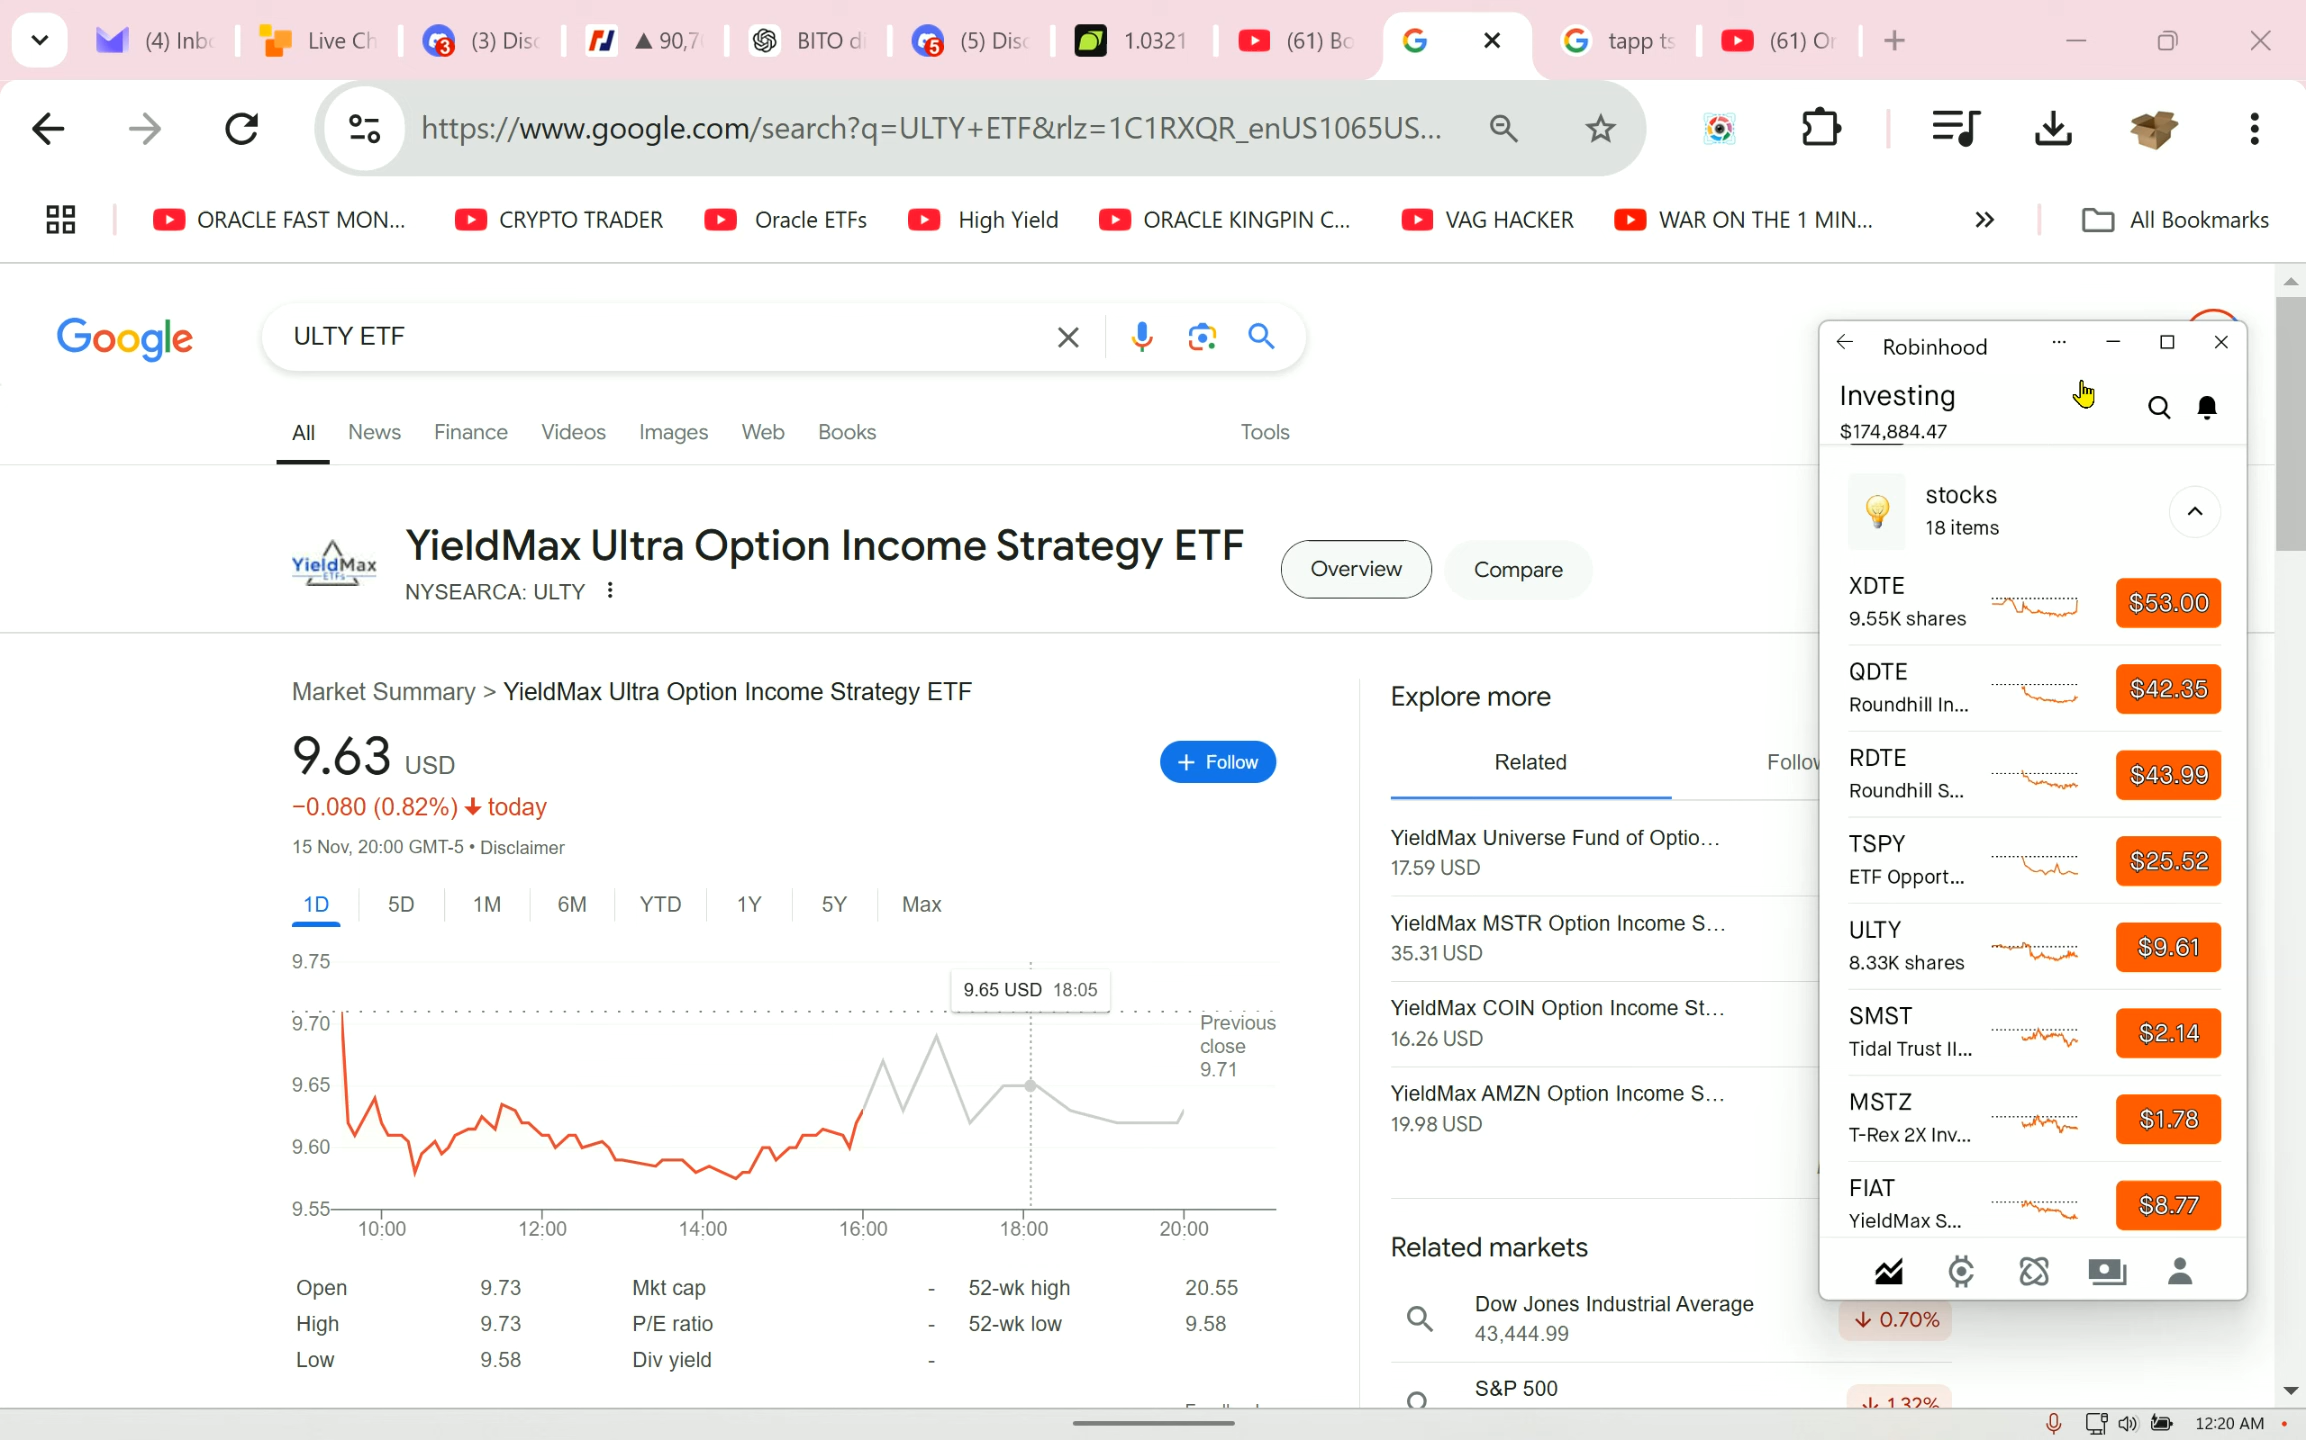 (4) Inbo
Live Ch
(3) Disc
▲ 90,7
BITO di
(5) Disc
1.0321
(61) Bo
tapp ts
(61) Or
https://www.google.com/search?q=ULTY+ETF&rlz=1C1RXQR_enUS1065US...
ORACLE FAST MON...
CRYPTO TRADER
Oracle ETFs
High Yield
ORACLE KINGPIN C...
VAG HACKER
WAR ON THE 1 MIN...
All Bookmarks
Google
ULTY ETF
All
News
Finance
Videos
Images
Web
Books
Tools
YieldMax
ETFs
YieldMax Ultra Option Income Strategy ETF
NYSEARCA: ULTY
Overview
Compare
Market Summary > YieldMax Ultra Option Income Strategy ETF
9.63 USD
+ Follow
−0.080 (0.82%) ↓ today
15 Nov, 20:00 GMT-5 • Disclaimer
1D
5D
1M
6M
YTD
1Y
5Y
Max
9.75
9.70
9.65
9.60
9.55
9.65 USD 18:05
Previous
close
9.71
10:00
12:00
14:00
16:00
18:00
20:00
Open 9.73 Mkt cap - 52-wk high 20.55
High 9.73 P/E ratio - 52-wk low 9.58
Low 9.58 Div yield -
Explore more
Related
Follow
YieldMax Universe Fund of Optio...
17.59 USD
YieldMax MSTR Option Income S...
35.31 USD
YieldMax COIN Option Income St...
16.26 USD
YieldMax AMZN Option Income S...
19.98 USD
Related markets
Dow Jones Industrial Average
43,444.99
↓ 0.70%
S&P 500
↓ 1.32%
Robinhood
Investing
$174,884.47
stocks
18 items
XDTE
9.55K shares
$53.00
QDTE
Roundhill In...
$42.35
RDTE
Roundhill S...
$43.99
TSPY
ETF Opport...
$25.52
ULTY
8.33K shares
$9.61
SMST
Tidal Trust II...
$2.14
MSTZ
T-Rex 2X Inv...
$1.78
FIAT
YieldMax S...
$8.77
12:20 AM